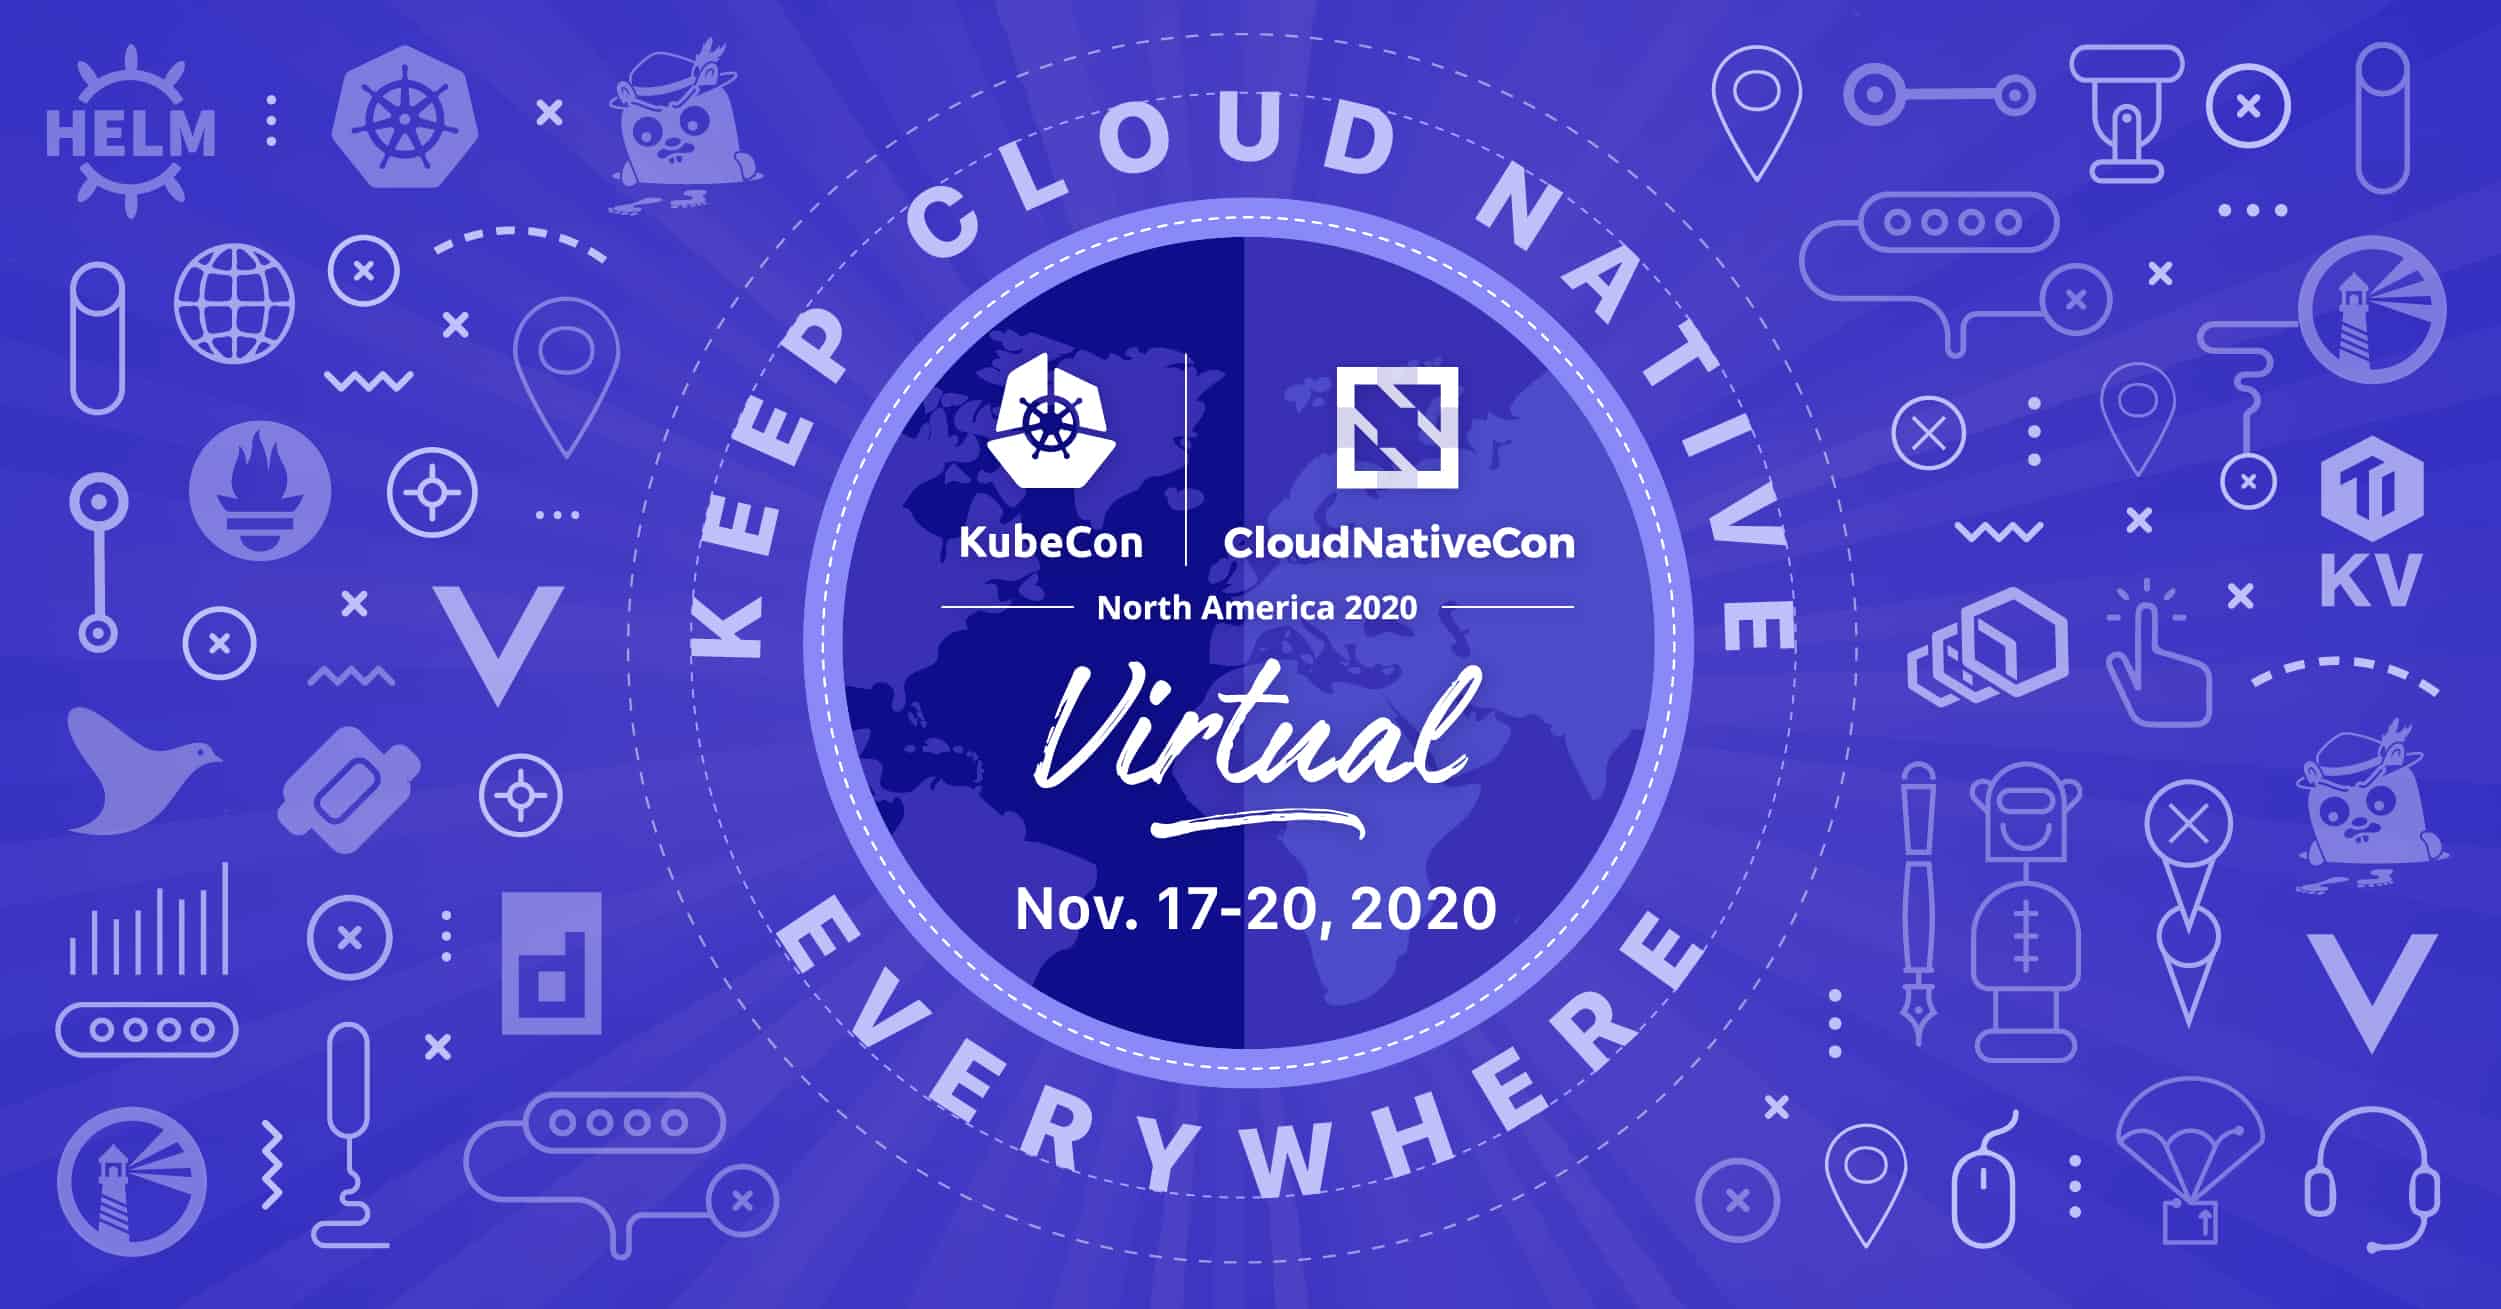 HELM
KEEP CLOUD NATIVE
KubeCon
CloudNativeCon
North America 2020
Virtual
Nov. 17-20, 2020
EVERYWHERE
KV